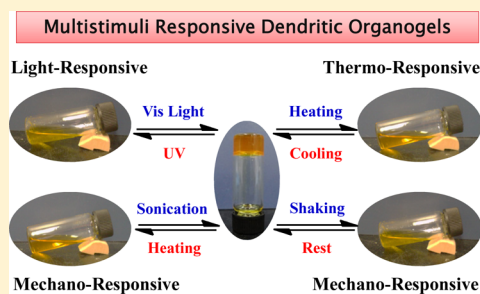 Multistimuli Responsive Dendritic Organogels
Light-Responsive
Thermo-Responsive
Vis Light
Heating
UV
Cooling
Sonication
Shaking
Heating
Rest
Mechano-Responsive
Mechano-Responsive